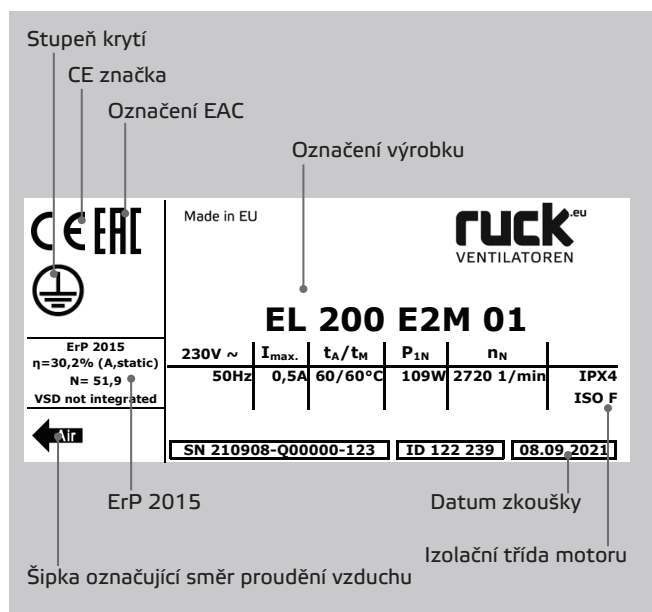 Stupeň krytí
CE značka
Označení EAC
Označení výrobku
CE EAC
Made in EU
ruck.eu
VENTILATOREN
EL 200 E2M 01
ErP 2015
η=30,2% (A,static)
N= 51,9
VSD not integrated
230V ~ Imax. tA/tM P1N nN
50Hz 0,5A 60/60°C 109W 2720 1/min IPX4
ISO F
Air
SN 210908-Q00000-123 ID 122 239 08.09.2021
ErP 2015
Datum zkoušky
Izolační třída motoru
Šipka označující směr proudění vzduchu